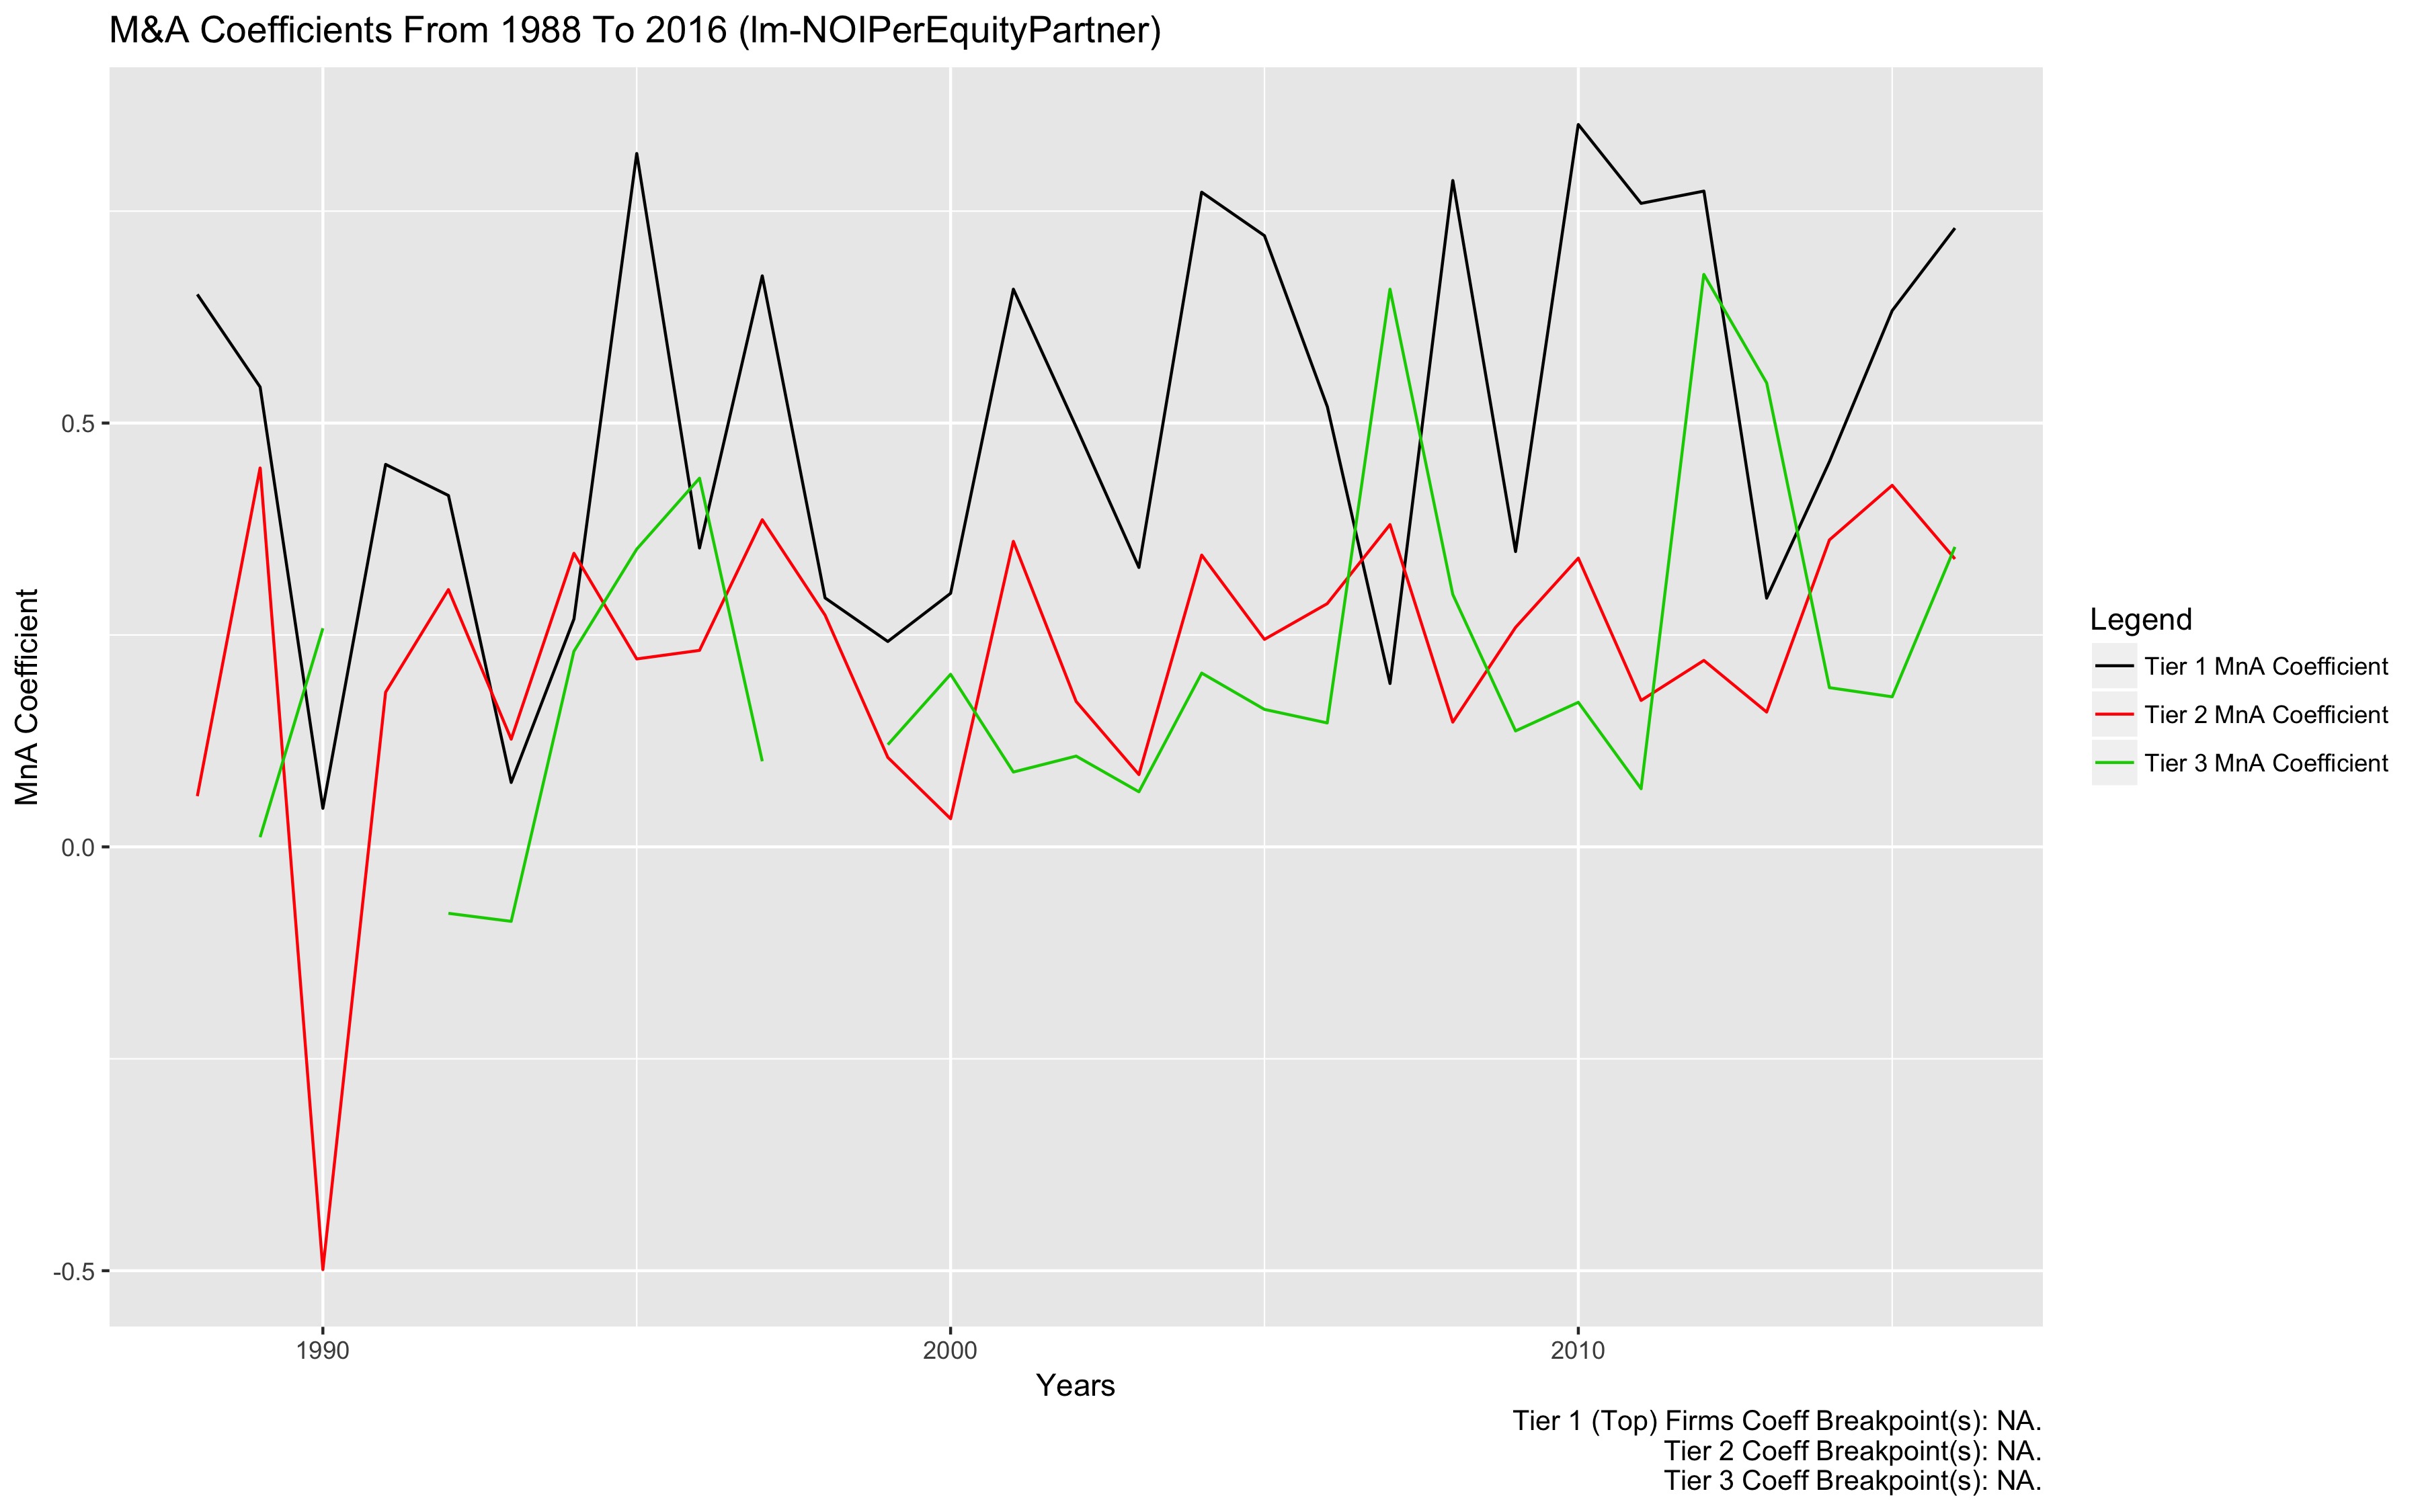 M&A Coefficients From 1988 To 2016 (lm-NOIPerEquityPartner)
MnA Coefficient
0.5
0.0
-0.5
1990
2000
2010
Years
Legend
Tier 1 MnA Coefficient
Tier 2 MnA Coefficient
Tier 3 MnA Coefficient
Tier 1 (Top) Firms Coeff Breakpoint(s): NA.
Tier 2 Coeff Breakpoint(s): NA.
Tier 3 Coeff Breakpoint(s): NA.